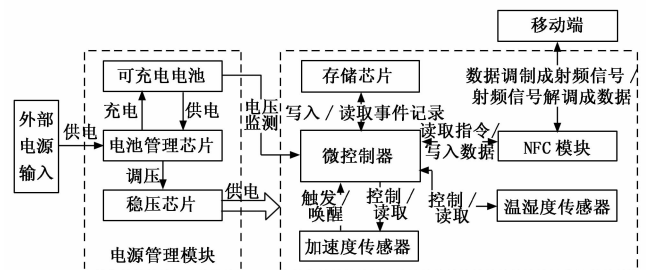 移动端
可充电电池
存储芯片
数据调制成射频信号/
射频信号解调成数据
外部
电源
输入
供电
充电
供电
电压
监测
写入/读取事件记录
电池管理芯片
微控制器
读取指令/
写入数据
NFC模块
调压
供电
稳压芯片
触发/
唤醒
控制/
读取
控制/
读取
温湿度传感器
加速度传感器
电源管理模块